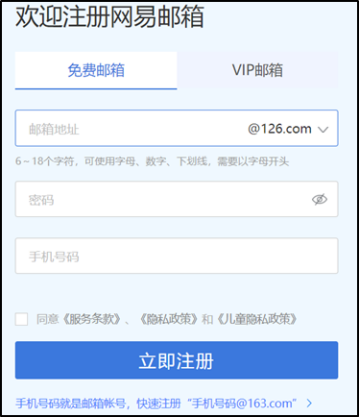 欢迎注册网易邮箱
免费邮箱 VIP邮箱
邮箱地址 @126.com
6~18个字符，可使用字母、数字、下划线，需要以字母开头
密码
手机号码
同意《服务条款》、《隐私政策》和《儿童隐私政策》
立即注册
手机号码就是邮箱帐号，快速注册“手机号码@163.com” >